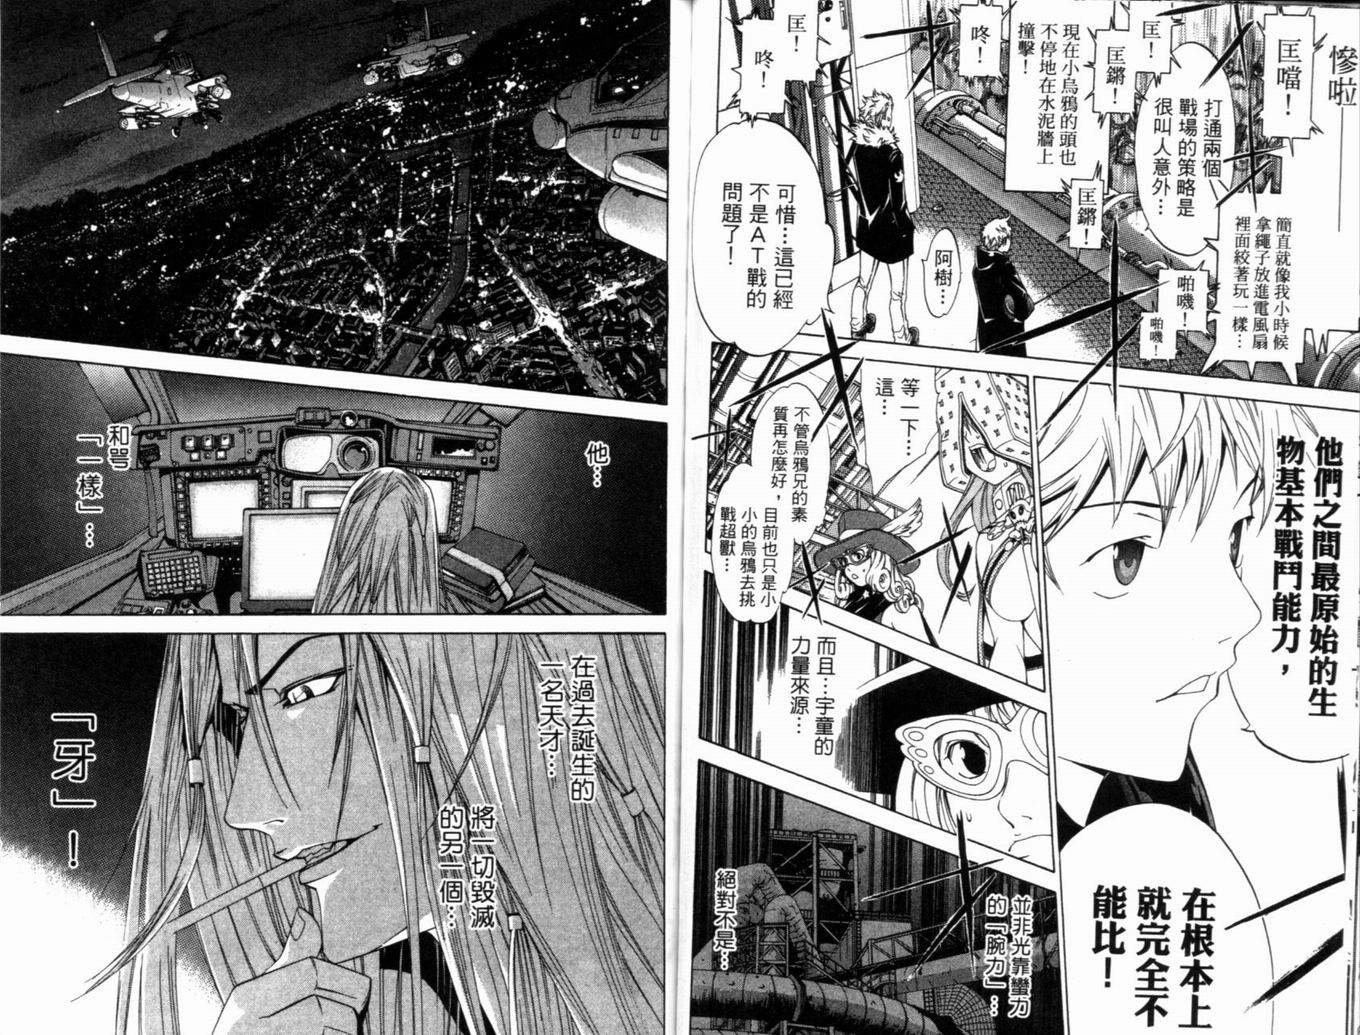 慘啦
匡噹！
匡！
匡鏘！
咚！
匡！
咚！
現在小烏鴉的頭也
不停地在水泥牆上
撞擊！
打通兩個
戰場的策略是
很叫人意外…
匡鏘！
簡直就像我小時候
拿繩子放進電風扇
裡面絞著玩一樣…
啪嘰！
啪嘰！
阿樹…
可惜…這已經
不是AT戰的
問題了！
他們之間最原始的生
物基本戰鬥能力，
在根本上
就完全不
能比！
等一下…
這…
不管烏鴉兄的素
質再怎麼好，
目前也只是小
小的烏鴉去挑
戰超獸…
而且…宇童的
力量來源…
並非光靠蠻力
的「腕力」…
絕對不是…
他…
和咢
「一樣」…
在過去誕生的
一名天才…
將一切毀滅
的另一個…
「牙」！